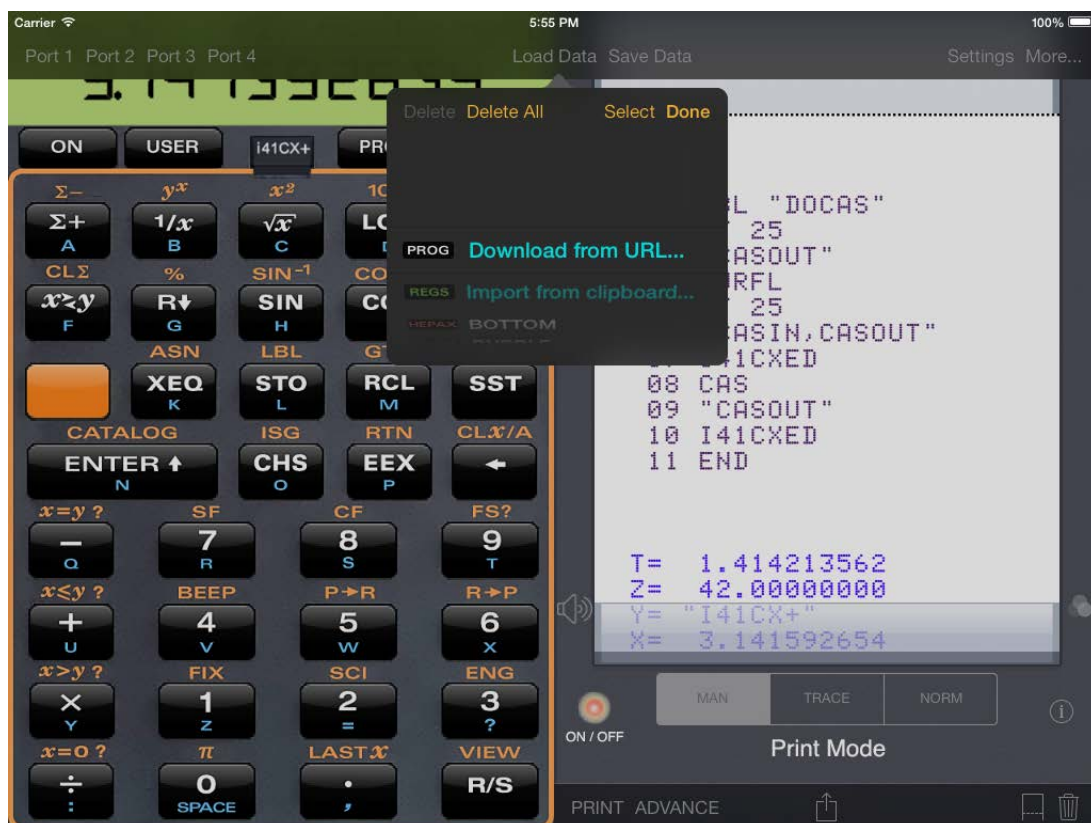 Carrier 5:55 PM 100%
Port 1 Port 2 Port 3 Port 4 Load Data Save Data Settings More...
Delete Delete All Select Done
PROG Download from URL...
REGS Import from clipboard...
HEPAX BOTTOM
ON USER i41CX+
Σ− yˣ x²
Σ+ 1/x √x
A B C
CLΣ % SIN⁻¹
x≷y R↓ SIN
F G H
ASN LBL
XEQ STO RCL SST
K L M
CATALOG ISG RTN CLX/A
ENTER ↑ CHS EEX ←
N O P
x=y ? SF CF FS?
− 7 8 9
Q R S T
x≤y ? BEEP P→R R→P
+ 4 5 6
U V W X
x>y ? FIX SCI ENG
× 1 2 3
Y Z = ?
x=0 ? π LAST X VIEW
÷ 0 • R/S
: SPACE ,
"DOCAS"
25
25
08 CAS
09 "CASOUT"
10 I41CXED
11 END
T= 1.414213562
Z= 42.00000000
Y= "I41CX+"
X= 3.141592654
MAN TRACE NORM
ON / OFF
Print Mode
PRINT ADVANCE